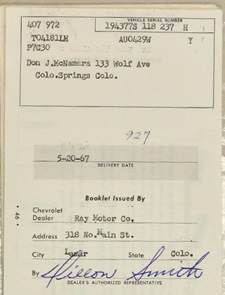 VEHICLE SERIAL NUMBER
407 972 194377S 118 237 H
T04181LH AU0429W Y
P7C30
Don J.McNamara 133 Wolf Ave
Colo.Springs Colo.
927
5-20-67
DELIVERY DATE
Booklet Issued By
Chevrolet
Dealer Ray Motor Co.
Address 318 No.Main St.
City Lamar State Colo.
By Dillon Smith
DEALER'S AUTHORIZED REPRESENTATIVE